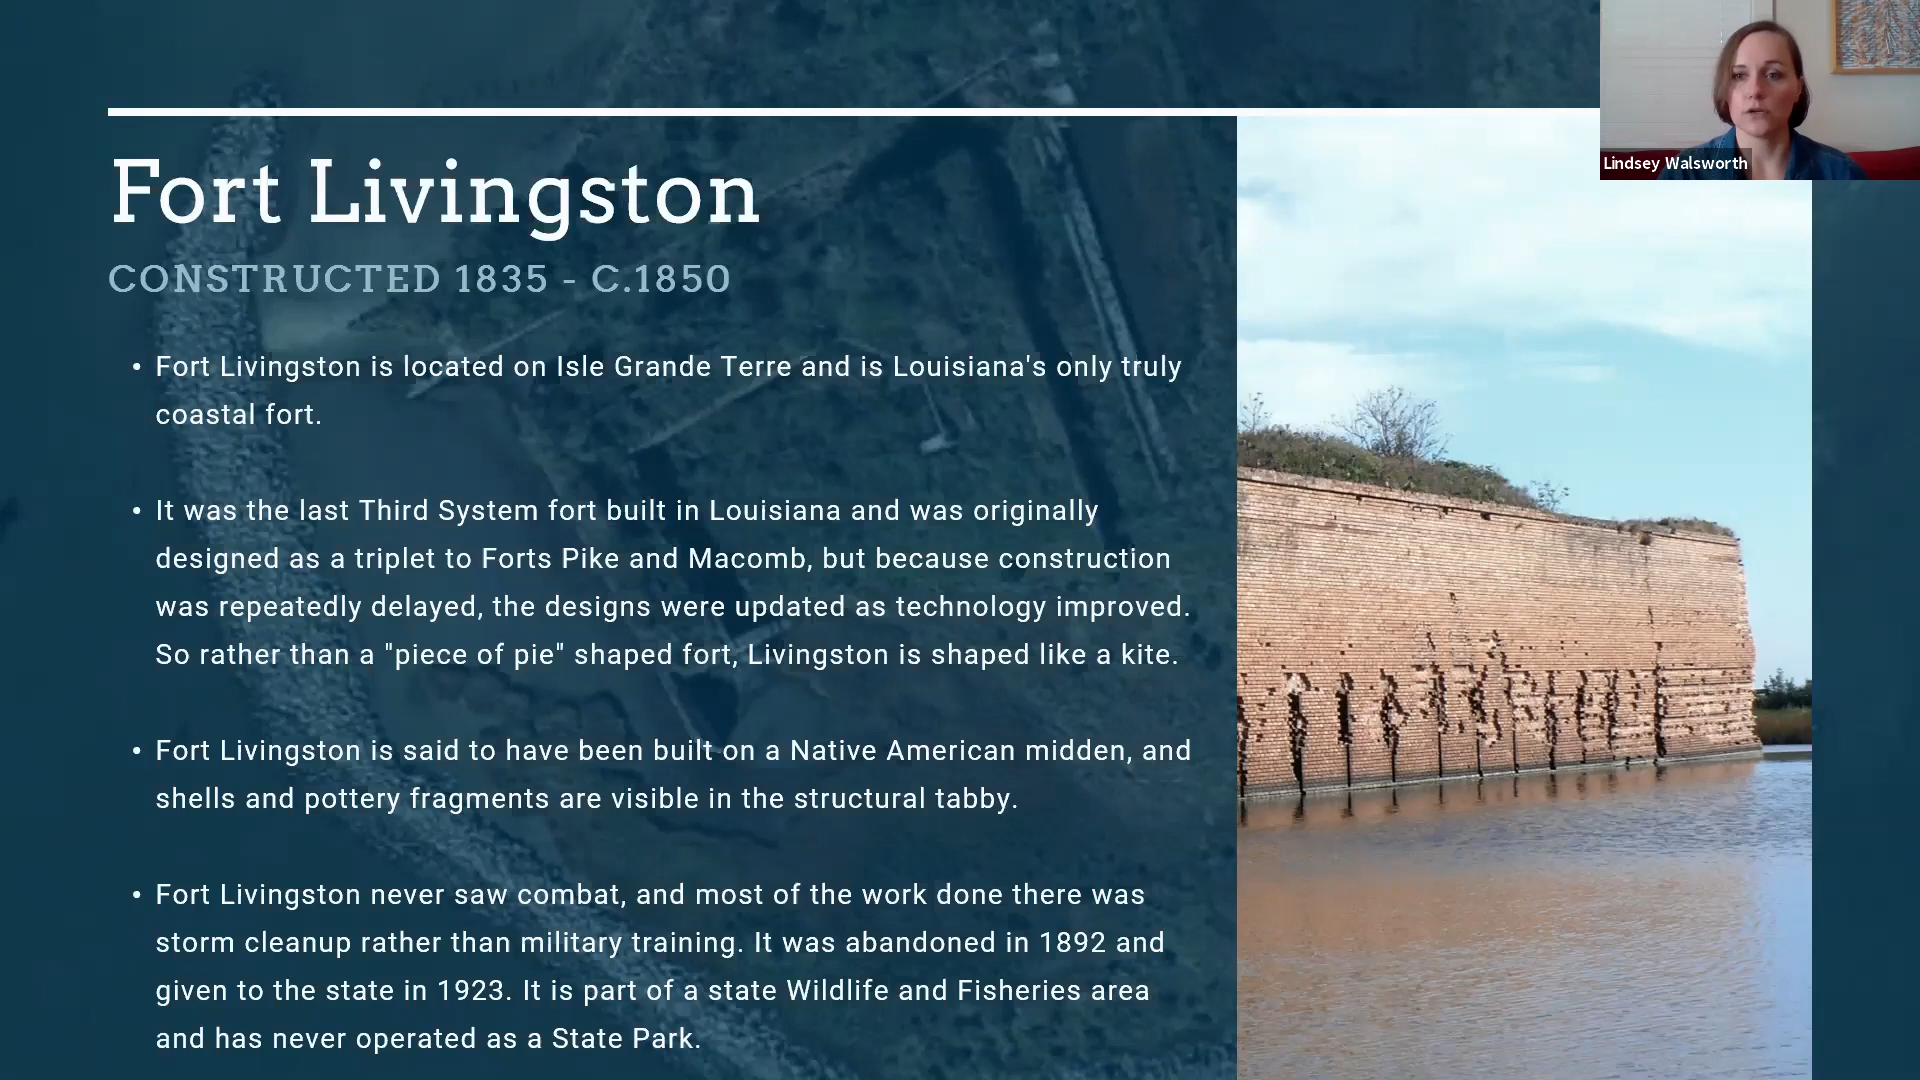 Fort Livingston
CONSTRUCTED 1835 - C.1850
• Fort Livingston is located on Isle Grande Terre and is Louisiana's only truly
coastal fort.
• It was the last Third System fort built in Louisiana and was originally
designed as a triplet to Forts Pike and Macomb, but because construction
was repeatedly delayed, the designs were updated as technology improved.
So rather than a "piece of pie" shaped fort, Livingston is shaped like a kite.
• Fort Livingston is said to have been built on a Native American midden, and
shells and pottery fragments are visible in the structural tabby.
• Fort Livingston never saw combat, and most of the work done there was
storm cleanup rather than military training. It was abandoned in 1892 and
given to the state in 1923. It is part of a state Wildlife and Fisheries area
and has never operated as a State Park.
Lindsey Walsworth